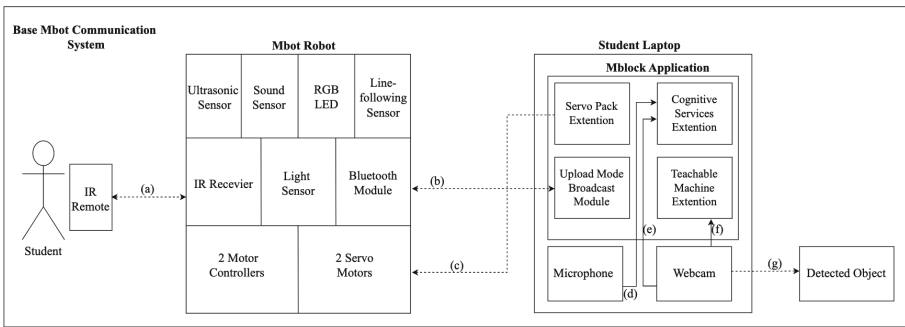 Base Mbot Communication
System
Mbot Robot
Ultrasonic
Sensor
Sound
Sensor
RGB
LED
Line-
following
Sensor
IR Recevier
Light
Sensor
Bluetooth
Module
2 Motor
Controllers
2 Servo
Motors
IR
Remote
Student
(a)
(b)
(c)
Student Laptop
Mblock Application
Servo Pack
Extention
Cognitive
Services
Extention
Upload Mode
Broadcast
Module
Teachable
Machine
Extention
(e)
(f)
Microphone
(d)
Webcam
(g)
Detected Object